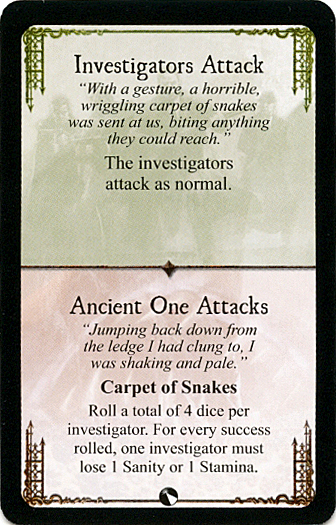 Investigators Attack
“With a gesture, a horrible,
wriggling carpet of snakes
was sent at us, biting anything
they could reach.”
The investigators
attack as normal.
Ancient One Attacks
“Jumping back down from
the ledge I had clung to, I
was shaking and pale.”
Carpet of Snakes
Roll a total of 4 dice per
investigator. For every success
rolled, one investigator must
lose 1 Sanity or 1 Stamina.